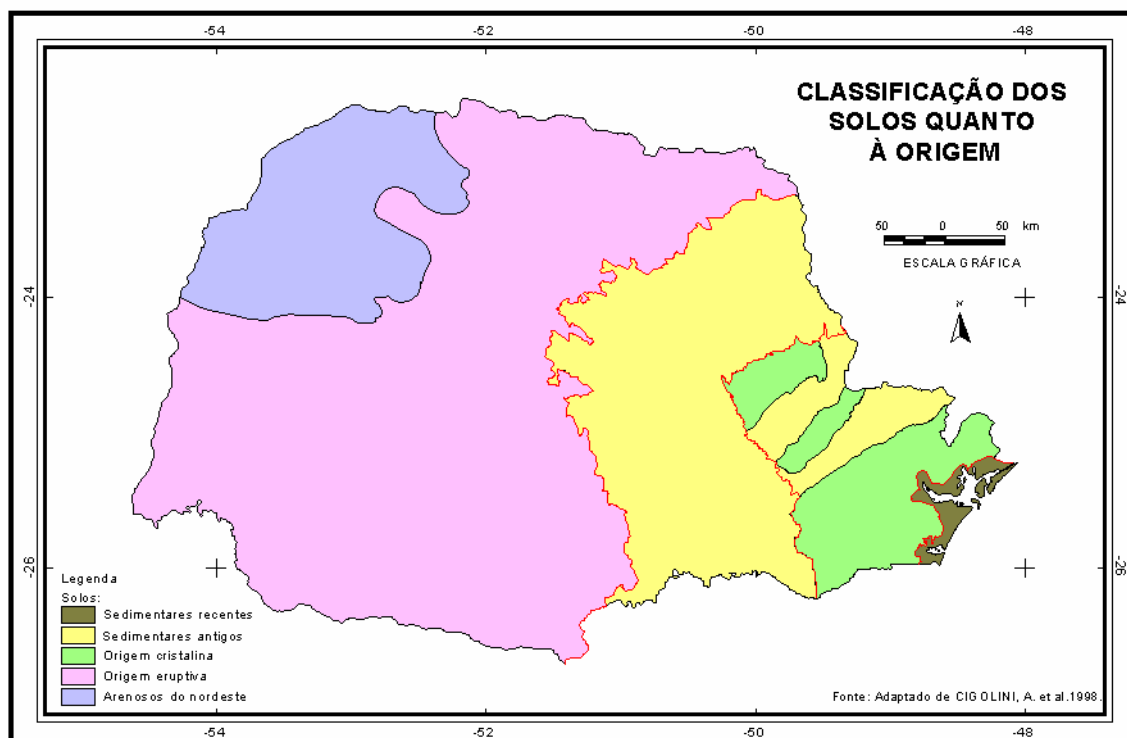 -54 -52 -50 -48
CLASSIFICAÇÃO DOS
SOLOS QUANTO
À ORIGEM
50 0 50 km
ESCALA GRÁFICA
N
-24 -24
-26 -26
Legenda
Solos:
Sedimentares recentes
Sedimentares antigos
Origem cristalina
Origem eruptiva
Arenosos do nordeste
Fonte: Adaptado de CIGOLINI, A. et al.1998.
-54 -52 -50 -48